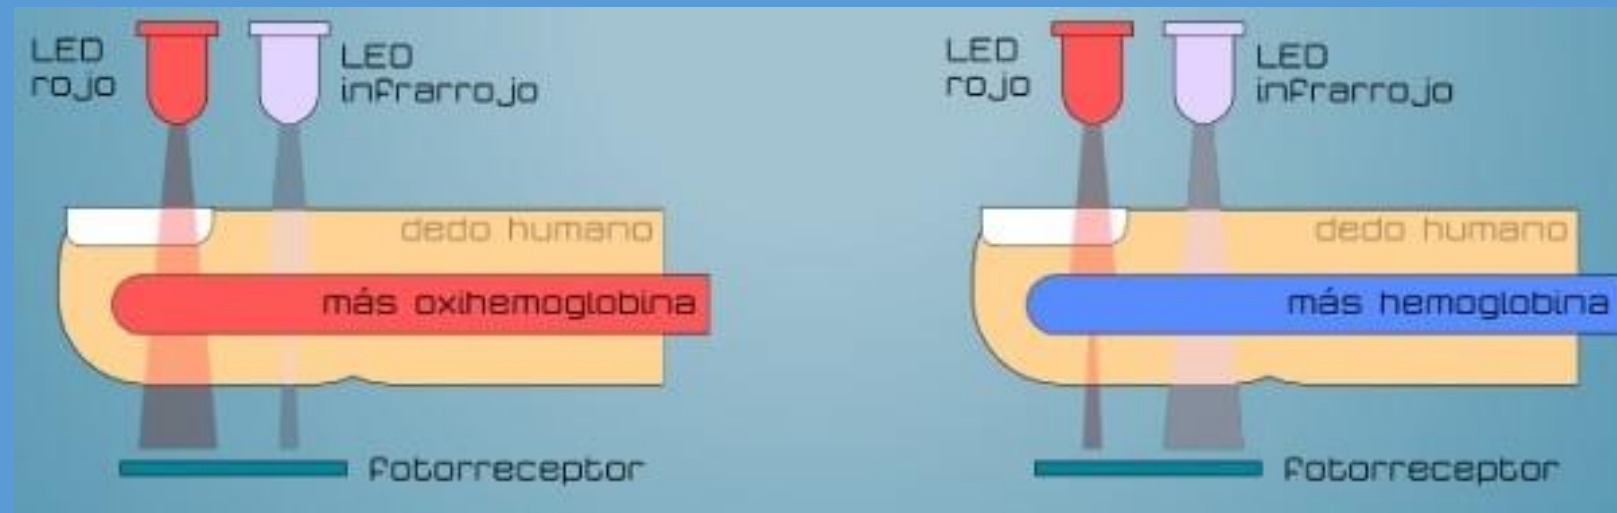 LED
rojo
LED
infrarrojo
dedo humano
más oxihemoglobina
fotorreceptor
LED
rojo
LED
infrarrojo
dedo humano
más hemoglobina
fotorreceptor